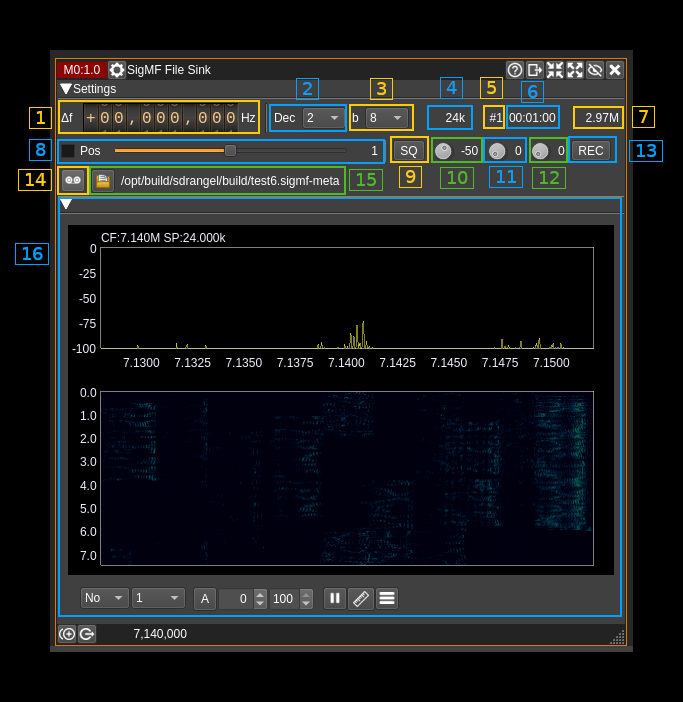 M0:1.0 SigMF File Sink
Settings
2 3 4 5 6
1 Δf +00,000,000 Hz Dec 2 b 8 24k #1 00:01:00 2.97M 7
8 Pos 1 SQ -50 0 0 REC 13
9 10 11 12
14 /opt/build/sdrangel/build/test6.sigmf-meta 15
16
CF:7.140M SP:24.000k
0
-25
-50
-75
-100
7.1300 7.1325 7.1350 7.1375 7.1400 7.1425 7.1450 7.1475 7.1500
0.0
1.0
2.0
3.0
4.0
5.0
6.0
7.0
No 1 A 0 100
7,140,000